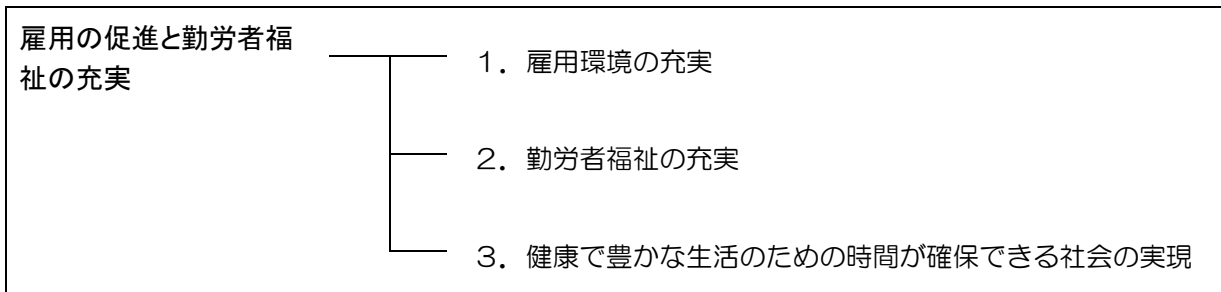 雇用の促進と勤労者福
祉の充実
１．雇用環境の充実
２．勤労者福祉の充実
３．健康で豊かな生活のための時間が確保できる社会の実現